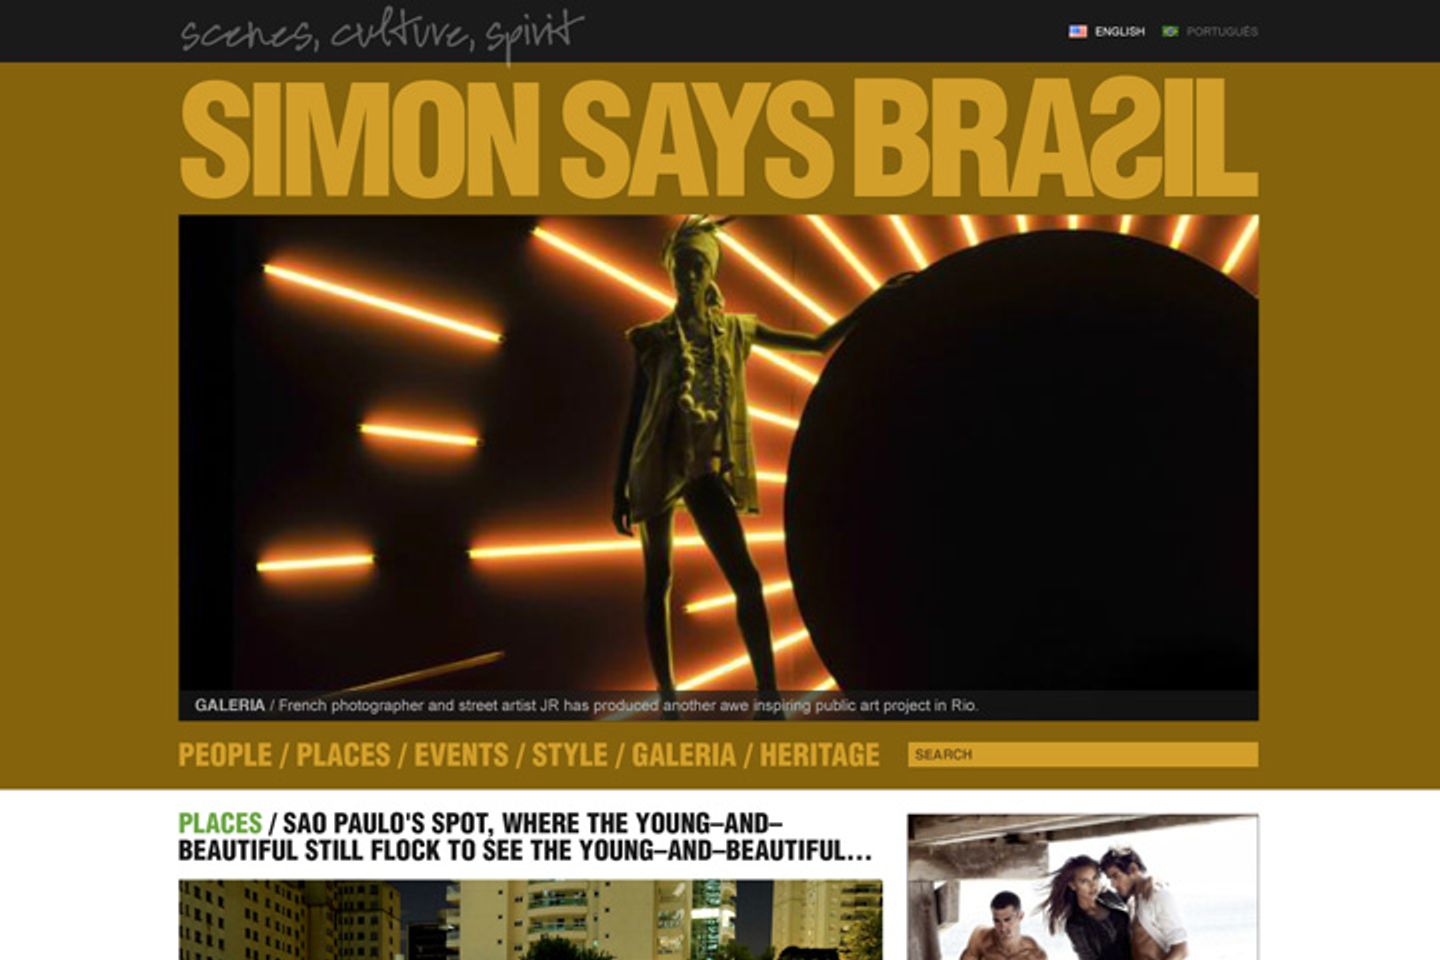 scenes, culture, spirit
ENGLISH PORTUGUÊS
SIMON SAYS BRASIL
GALERIA / French photographer and street artist JR has produced another awe inspiring public art project in Rio.
PEOPLE / PLACES / EVENTS / STYLE / GALERIA / HERITAGE
SEARCH
PLACES / SAO PAULO'S SPOT, WHERE THE YOUNG–AND–
BEAUTIFUL STILL FLOCK TO SEE THE YOUNG–AND–BEAUTIFUL...